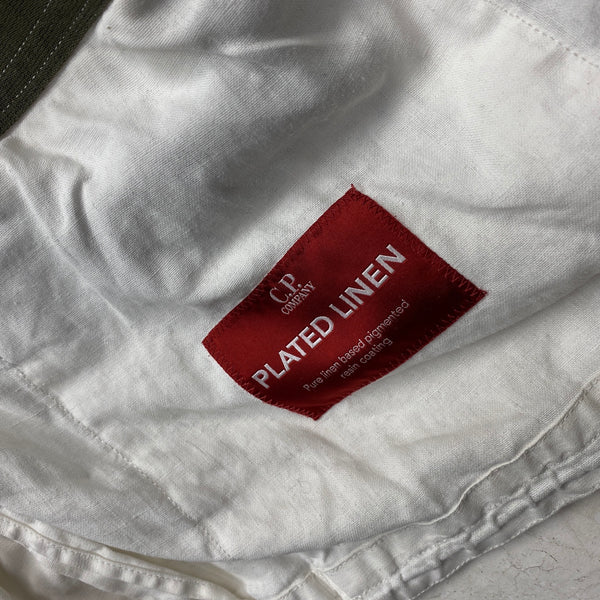 C.P.
COMPANY
PLATED LINEN
Pure linen based pigmented
resin coating